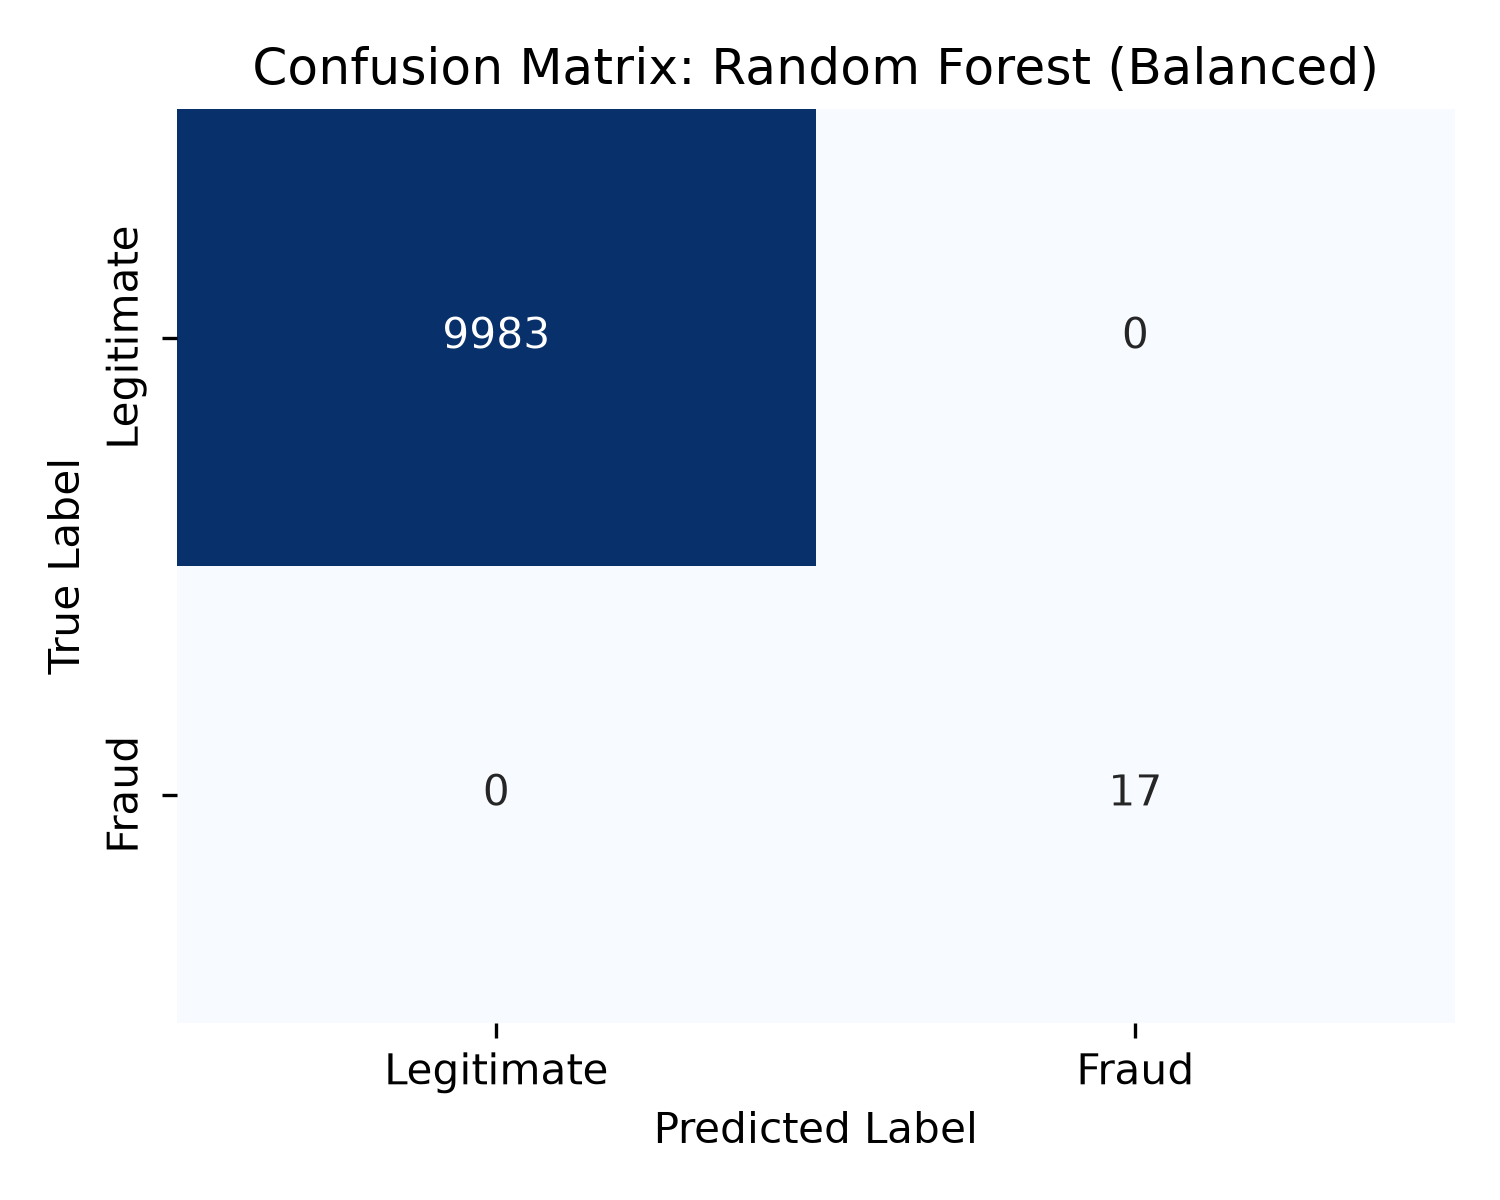 Confusion Matrix: Random Forest (Balanced)
True Label
Legitimate
9983
0
Fraud
0
17
Legitimate
Fraud
Predicted Label